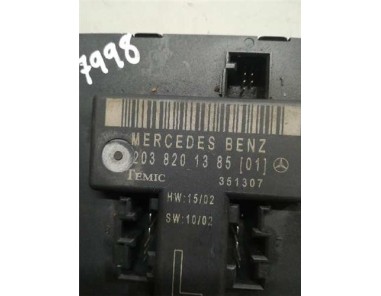 7998
MERCEDES BENZ
203 820 13 85 [01]
TEMIC 351307
HW:15/02
SW:10/02
L